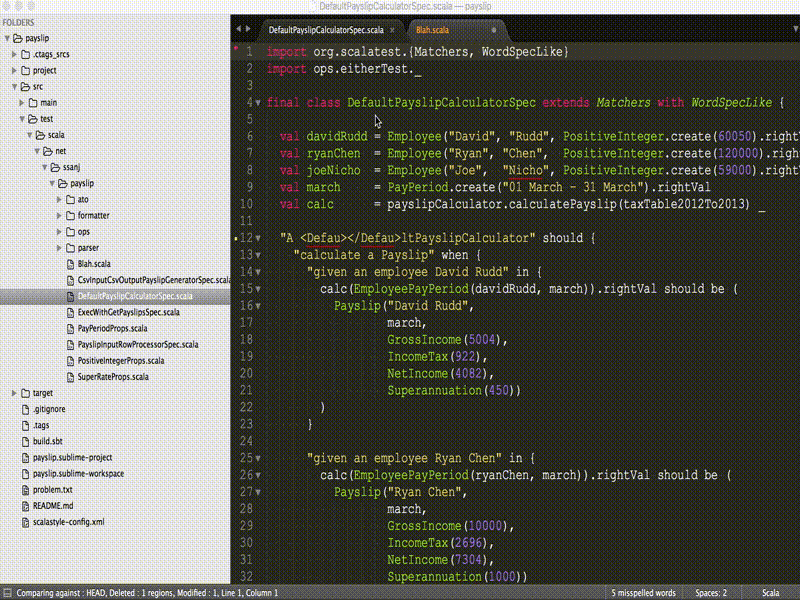 DefaultPayslipCalculatorSpec.scala — payslip
FOLDERS
payslip
.ctags_srcs
project
src
main
test
scala
net
ssanj
payslip
ato
formatter
ops
parser
Blah.scala
CsvInputCsvOutputPayslipGeneratorSpec.scala
DefaultPayslipCalculatorSpec.scala
ExecWithGetPayslipsSpec.scala
PayPeriodProps.scala
PayslipInputRowProcessorSpec.scala
PositiveIntegerProps.scala
SuperRateProps.scala
target
.gitignore
.tags
build.sbt
payslip.sublime-project
payslip.sublime-workspace
problem.txt
README.md
scalastyle-config.xml
DefaultPayslipCalculatorSpec.scala × Blah.scala
1 import org.scalatest.{Matchers, WordSpecLike}
2 import ops.eitherTest._
3
4 final class DefaultPayslipCalculatorSpec extends Matchers with WordSpecLike {
5
6 val davidRudd = Employee("David", "Rudd", PositiveInteger.create(60050).rightV
7 val ryanChen = Employee("Ryan", "Chen", PositiveInteger.create(120000).right
8 val joeNicho = Employee("Joe", "Nicho", PositiveInteger.create(59000).rightV
9 val march = PayPeriod.create("01 March - 31 March").rightVal
10 val calc = payslipCalculator.calculatePayslip(taxTable2012To2013) _
11
12 "A <Defau></Defau>ltPayslipCalculator" should {
13 "calculate a Payslip" when {
14 "given an employee David Rudd" in {
15 calc(EmployeePayPeriod(davidRudd, march)).rightVal should be (
16 Payslip("David Rudd",
17 march,
18 GrossIncome(5004),
19 IncomeTax(922),
20 NetIncome(4082),
21 Superannuation(450))
22 )
23 }
24
25 "given an employee Ryan Chen" in {
26 calc(EmployeePayPeriod(ryanChen, march)).rightVal should be (
27 Payslip("Ryan Chen",
28 march,
29 GrossIncome(10000),
30 IncomeTax(2696),
31 NetIncome(7304),
32 Superannuation(1000))
Comparing against : HEAD, Deleted : 1 regions, Modified : 1, Line 1, Column 1 5 misspelled words Spaces: 2 Scala